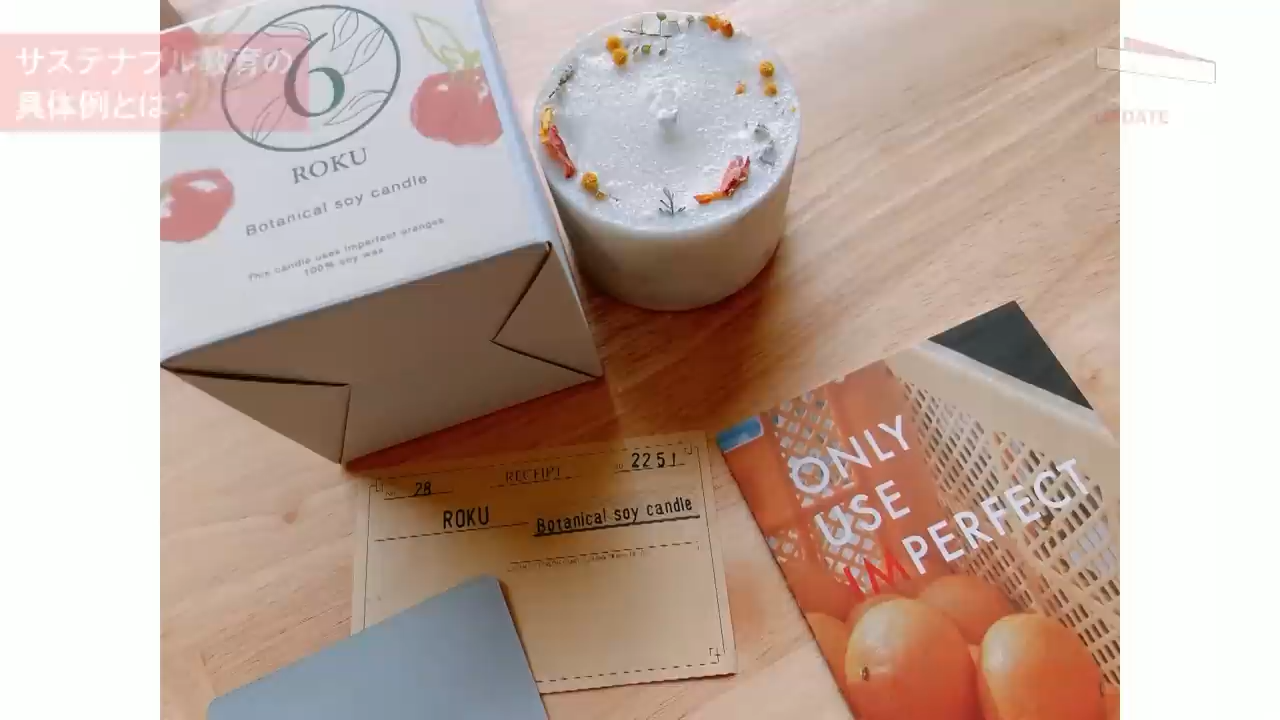 サステナブル教育の
具体例とは？
UPDATE
6
ROKU
Botanical soy candle
This candle uses imperfect oranges
100% soy wax
28
RECEIPT
2251
ROKU
Botanical soy candle
ONLY
USE
IMPERFECT